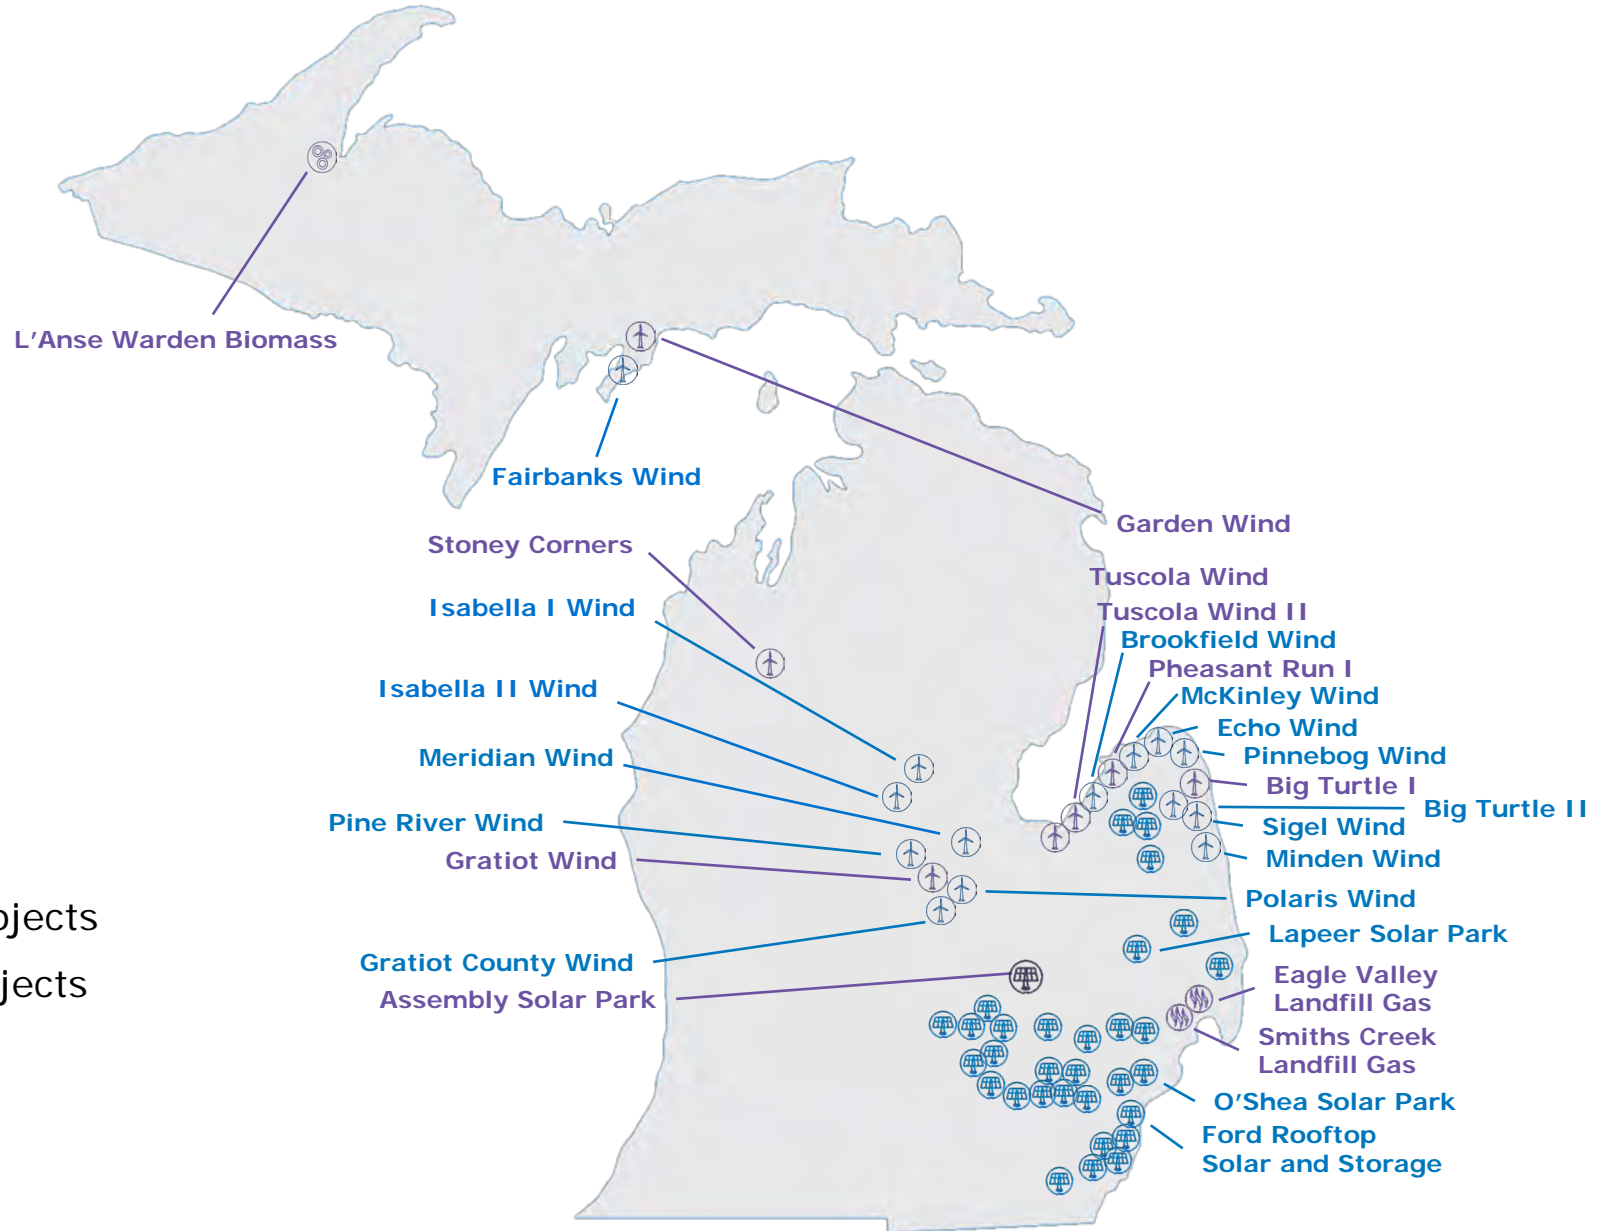 L'Anse Warden Biomass
Fairbanks Wind
Garden Wind
Stoney Corners
Tuscola Wind
Isabella I Wind
Tuscola Wind II
Brookfield Wind
Pheasant Run I
Isabella II Wind
McKinley Wind
Echo Wind
Meridian Wind
Pinnebog Wind
Big Turtle I
Big Turtle II
Pine River Wind
Sigel Wind
Gratiot Wind
Minden Wind
Polaris Wind
Lapeer Solar Park
Gratiot County Wind
Assembly Solar Park
Eagle Valley
Landfill Gas
Smiths Creek
Landfill Gas
O'Shea Solar Park
Ford Rooftop
Solar and Storage